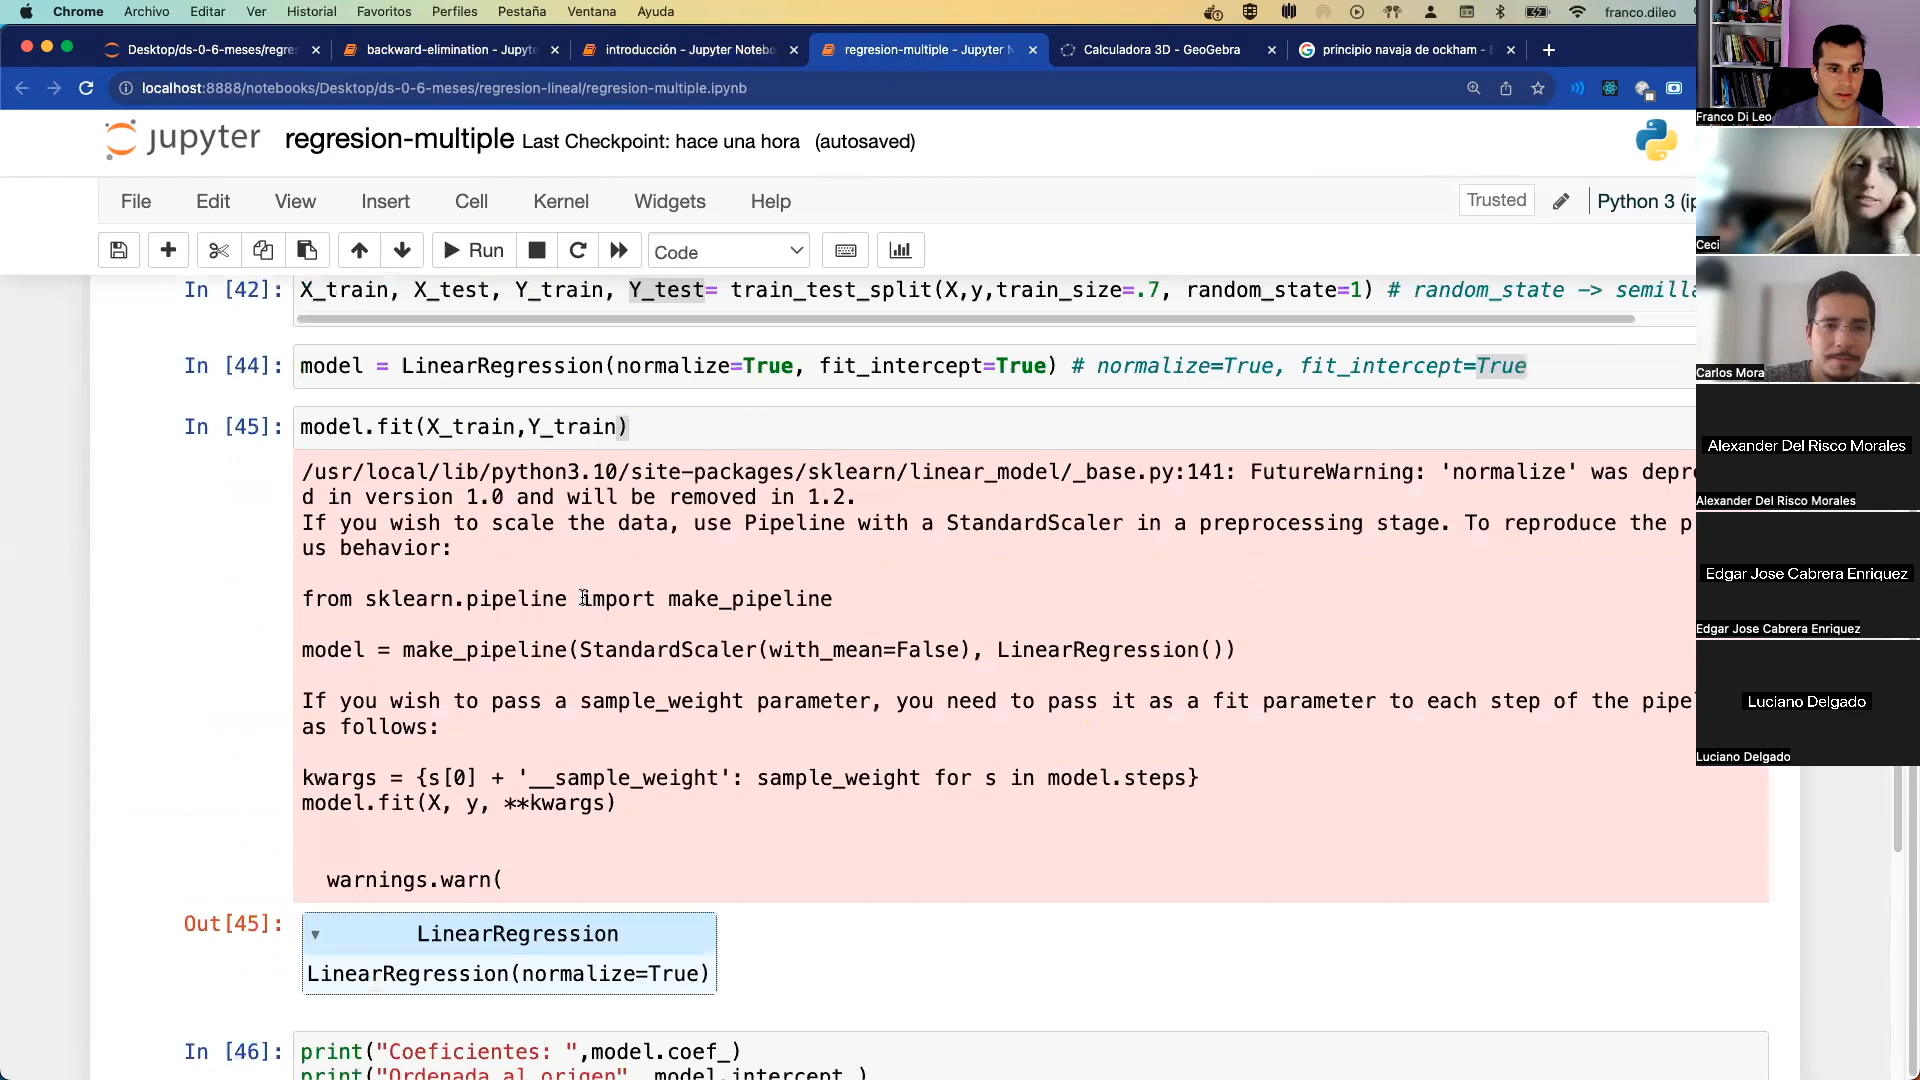 Chrome Archivo Editar Ver Historial Favoritos Perfiles Pestaña Ventana Ayuda franco.dileo
Desktop/ds-0-6-meses/regres
backward-elimination - Jupyte
introducción - Jupyter Notebo
regresion-multiple - Jupyter N
Calculadora 3D - GeoGebra
principio navaja de ockham -
localhost:8888/notebooks/Desktop/ds-0-6-meses/regresion-lineal/regresion-multiple.ipynb
Franco Di Leo
jupyter regresion-multiple Last Checkpoint: hace una hora (autosaved)
File Edit View Insert Cell Kernel Widgets Help Trusted Python 3 (ip
Run Code
Ceci
In [42]: X_train, X_test, Y_train, Y_test= train_test_split(X,y,train_size=.7, random_state=1) # random_state -> semilla
In [44]: model = LinearRegression(normalize=True, fit_intercept=True) # normalize=True, fit_intercept=True
Carlos Mora
In [45]: model.fit(X_train,Y_train)
/usr/local/lib/python3.10/site-packages/sklearn/linear_model/_base.py:141: FutureWarning: 'normalize' was depre
d in version 1.0 and will be removed in 1.2.
If you wish to scale the data, use Pipeline with a StandardScaler in a preprocessing stage. To reproduce the p
us behavior:
from sklearn.pipeline import make_pipeline
model = make_pipeline(StandardScaler(with_mean=False), LinearRegression())
If you wish to pass a sample_weight parameter, you need to pass it as a fit parameter to each step of the pipel
as follows:
kwargs = {s[0] + '__sample_weight': sample_weight for s in model.steps}
model.fit(X, y, **kwargs)
warnings.warn(
Alexander Del Risco Morales
Alexander Del Risco Morales
Edgar Jose Cabrera Enriquez
Edgar Jose Cabrera Enriquez
Luciano Delgado
Luciano Delgado
Out[45]: LinearRegression
LinearRegression(normalize=True)
In [46]: print("Coeficientes: ",model.coef_)
print("Ordenada al origen", model.intercept_)